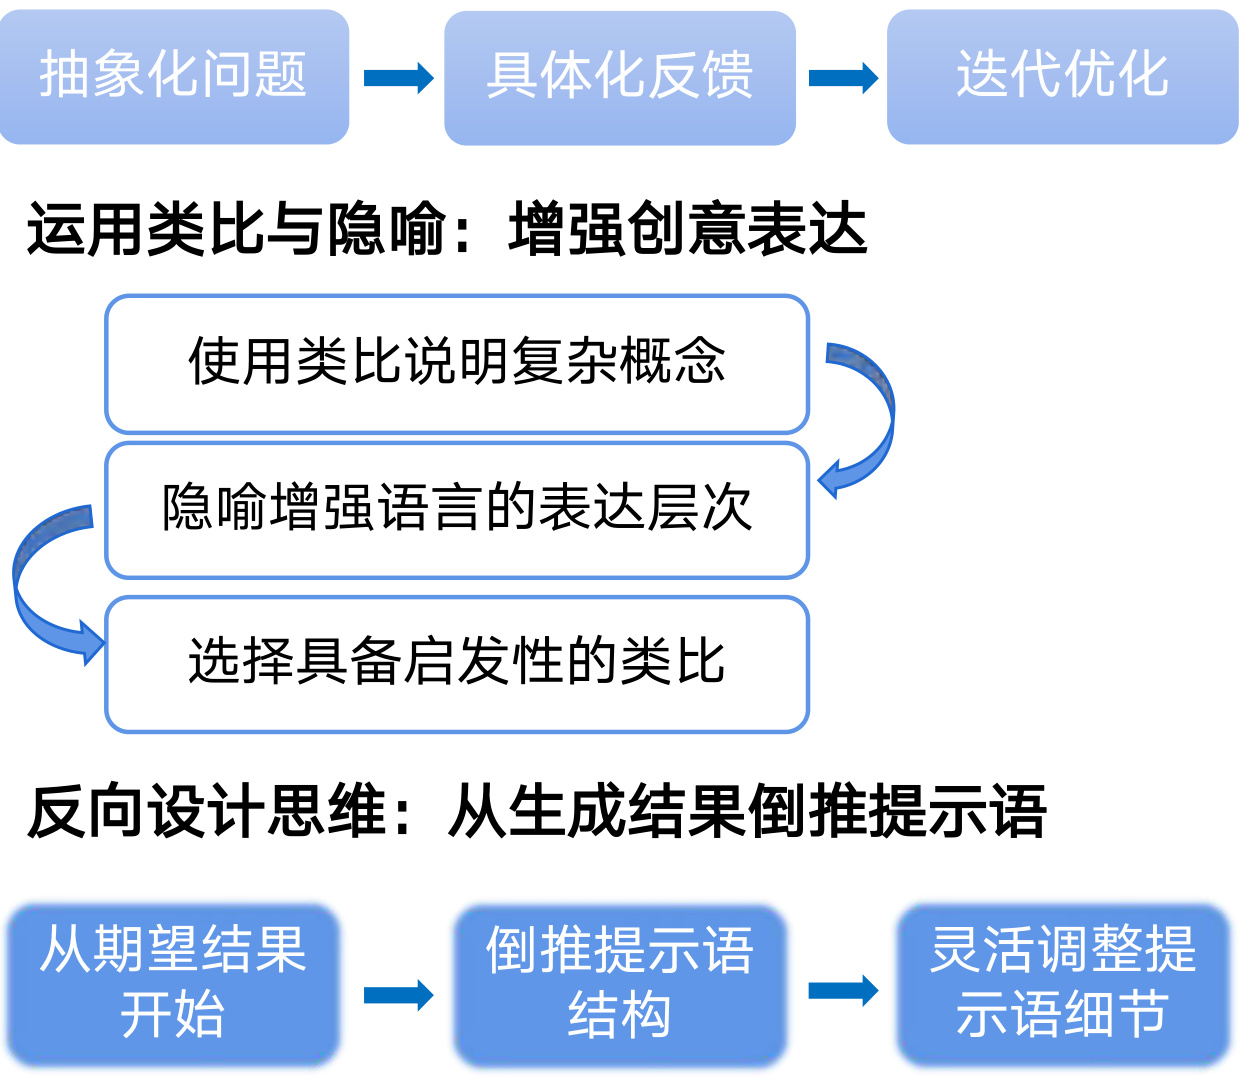 抽象化问题
具体化反馈
迭代优化
运用类比与隐喻：增强创意表达
使用类比说明复杂概念
隐喻增强语言的表达层次
选择具备启发性的类比
反向设计思维：从生成结果倒推提示语
从期望结果
开始
倒推提示语
结构
灵活调整提
示语细节